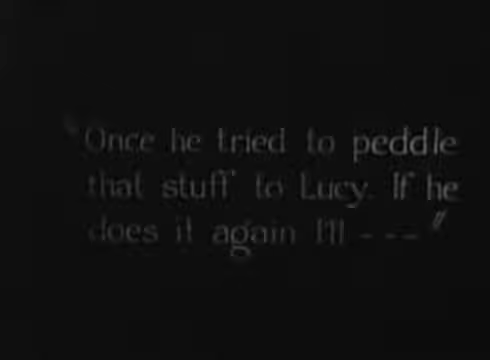 "Once he tried to peddle
that stuff to Lucy. If he
does it again I'll - - - "